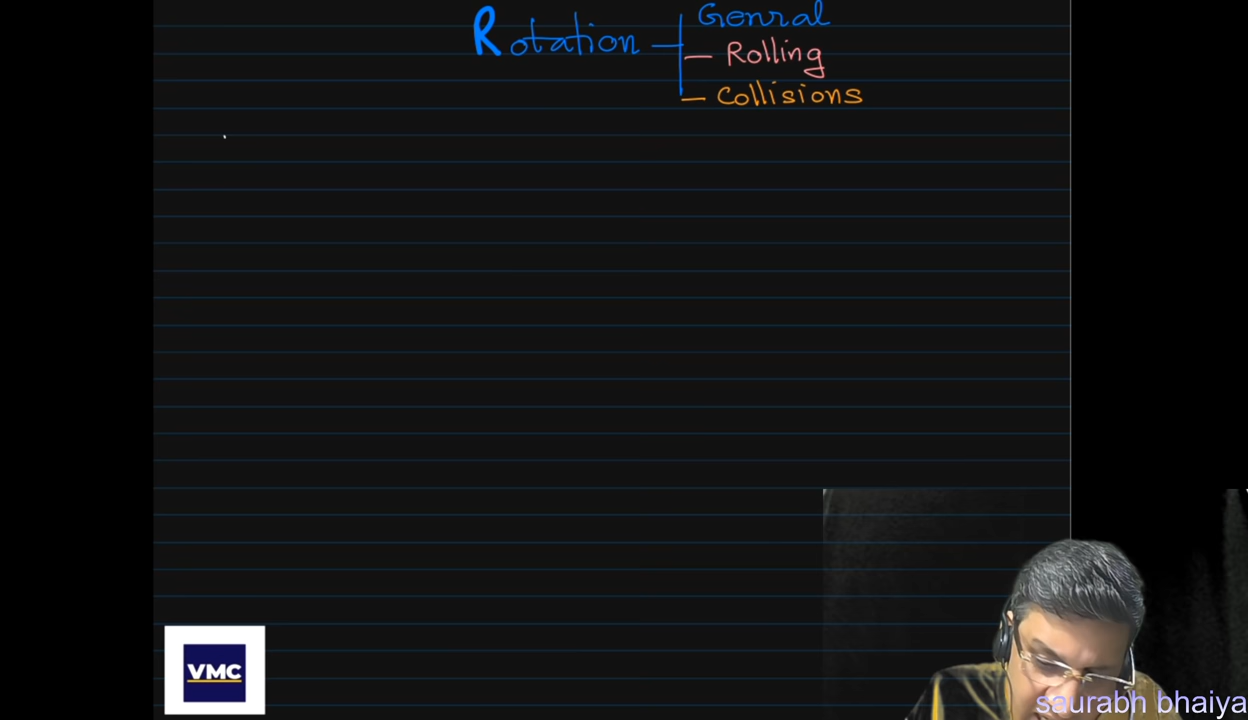 Rotation
Genral
Rolling
Collisions
VMC
saurabh bhaiya